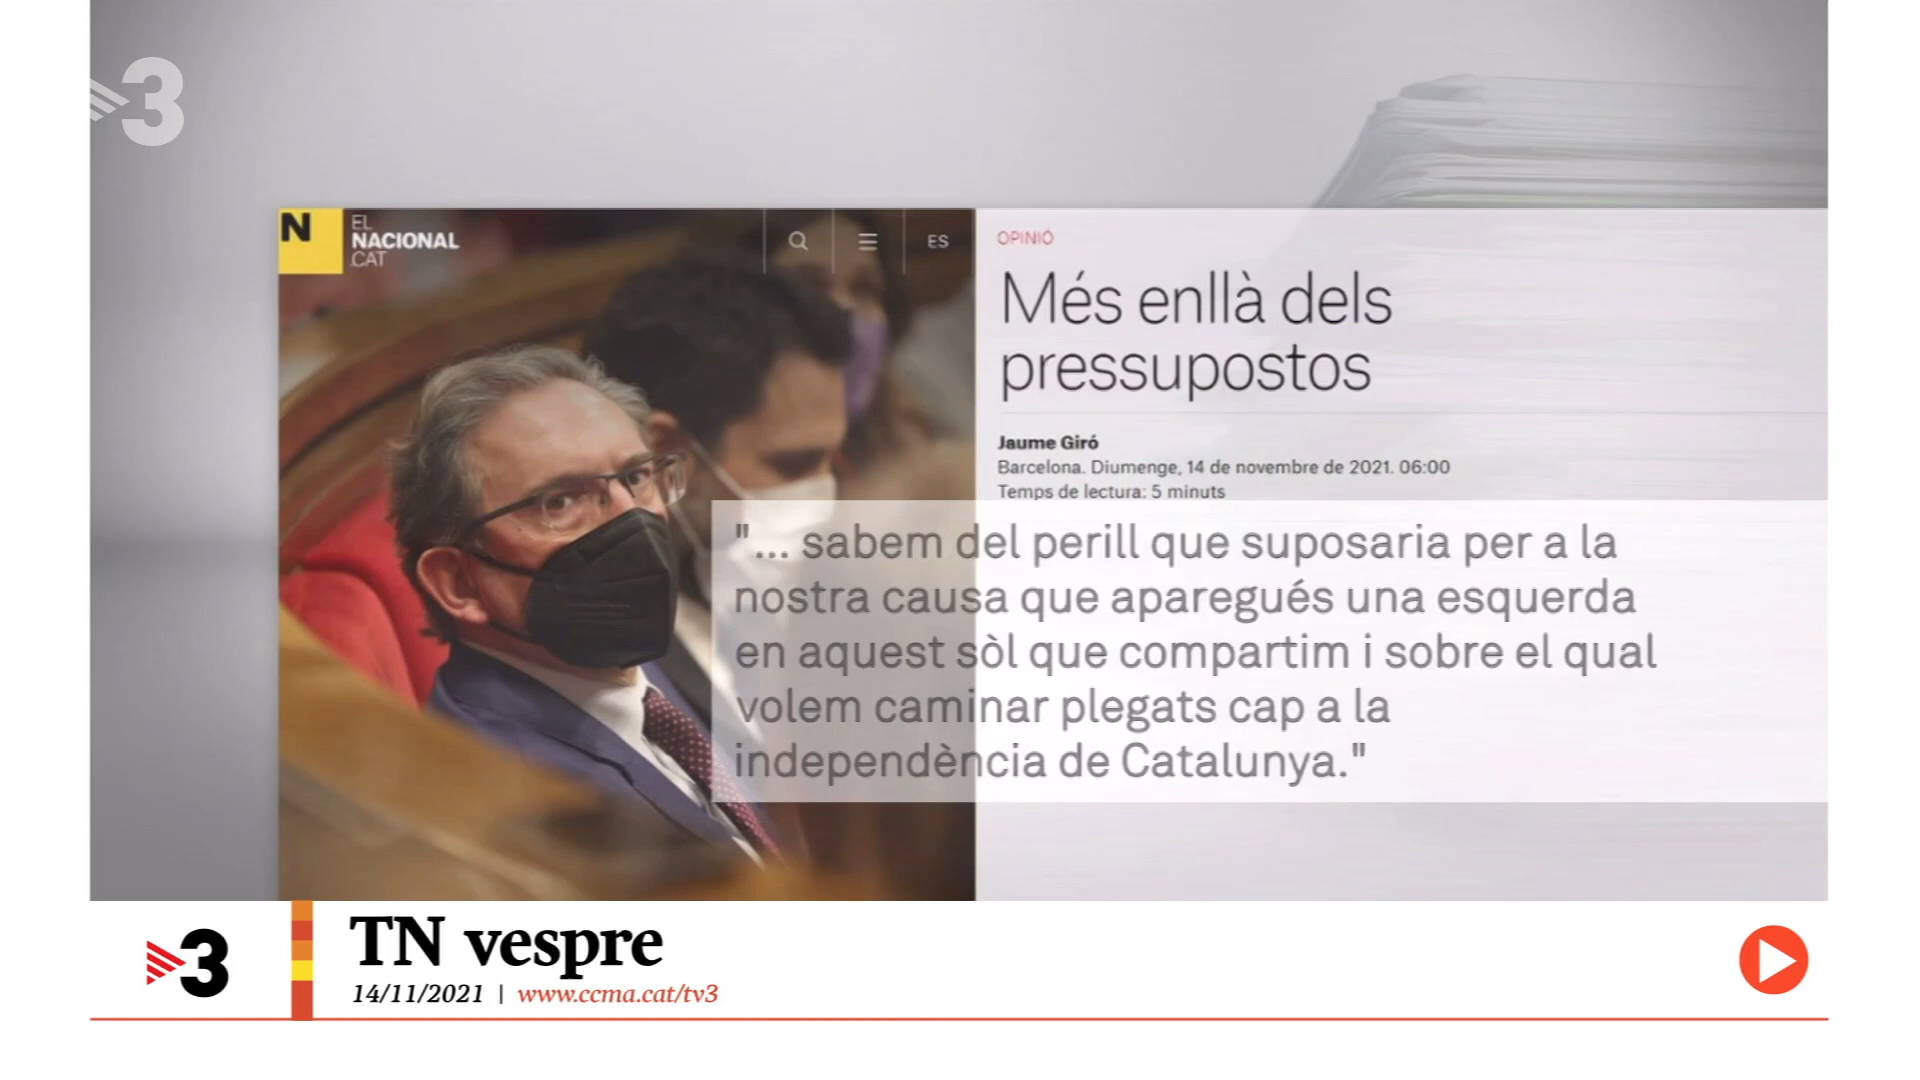 3
N
EL
NACIONAL
.CAT
ES
OPINIÓ
Més enllà dels
pressupostos
Jaume Giró
Barcelona. Diumenge, 14 de novembre de 2021. 06:00
Temps de lectura: 5 minuts
"... sabem del perill que suposaria per a la
nostra causa que aparegués una esquerda
en aquest sòl que compartim i sobre el qual
volem caminar plegats cap a la
independència de Catalunya."
3
TN vespre
14/11/2021 | www.ccma.cat/tv3